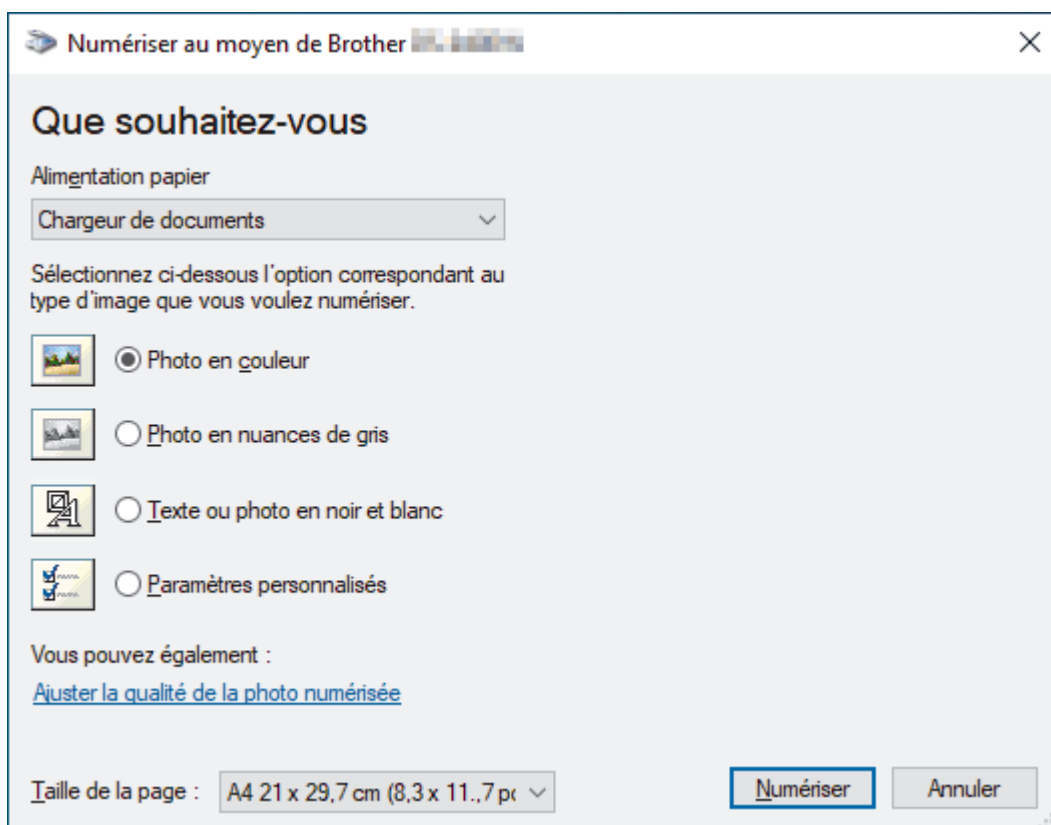 Numériser au moyen de Brother
Que souhaitez-vous
Alimentation papier
Chargeur de documents
Sélectionnez ci-dessous l'option correspondant au
type d'image que vous voulez numériser.
Photo en couleur
Photo en nuances de gris
Texte ou photo en noir et blanc
Paramètres personnalisés
Vous pouvez également :
Ajuster la qualité de la photo numérisée
Taille de la page : A4 21 x 29,7 cm (8,3 x 11.,7 po
Numériser
Annuler